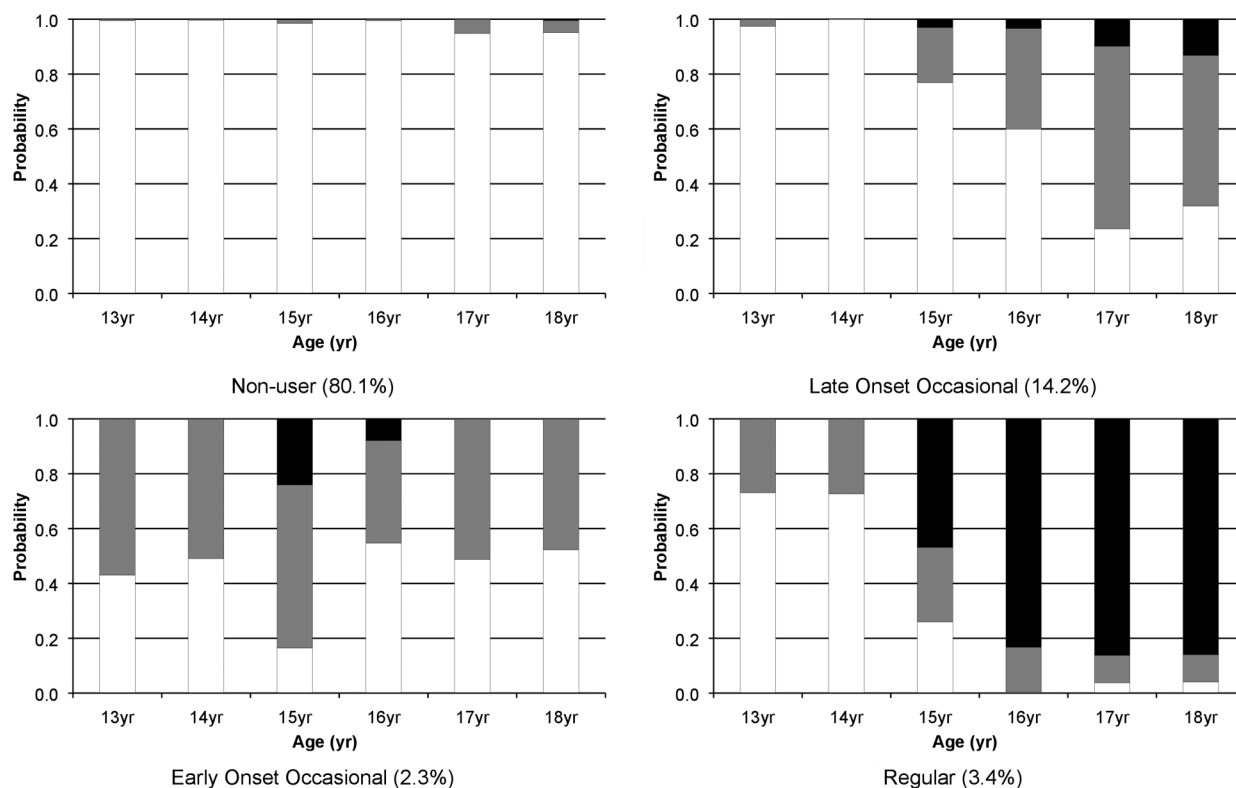 1.0
0.8
0.6
0.4
0.2
0.0
Probability
13yr 14yr 15yr 16yr 17yr 18yr
Age (yr)
Non-user (80.1%)
1.0
0.8
0.6
0.4
0.2
0.0
Probability
13yr 14yr 15yr 16yr 17yr 18yr
Age (yr)
Late Onset Occasional (14.2%)
1.0
0.8
0.6
0.4
0.2
0.0
Probability
13yr 14yr 15yr 16yr 17yr 18yr
Age (yr)
Early Onset Occasional (2.3%)
1.0
0.8
0.6
0.4
0.2
0.0
Probability
13yr 14yr 15yr 16yr 17yr 18yr
Age (yr)
Regular (3.4%)